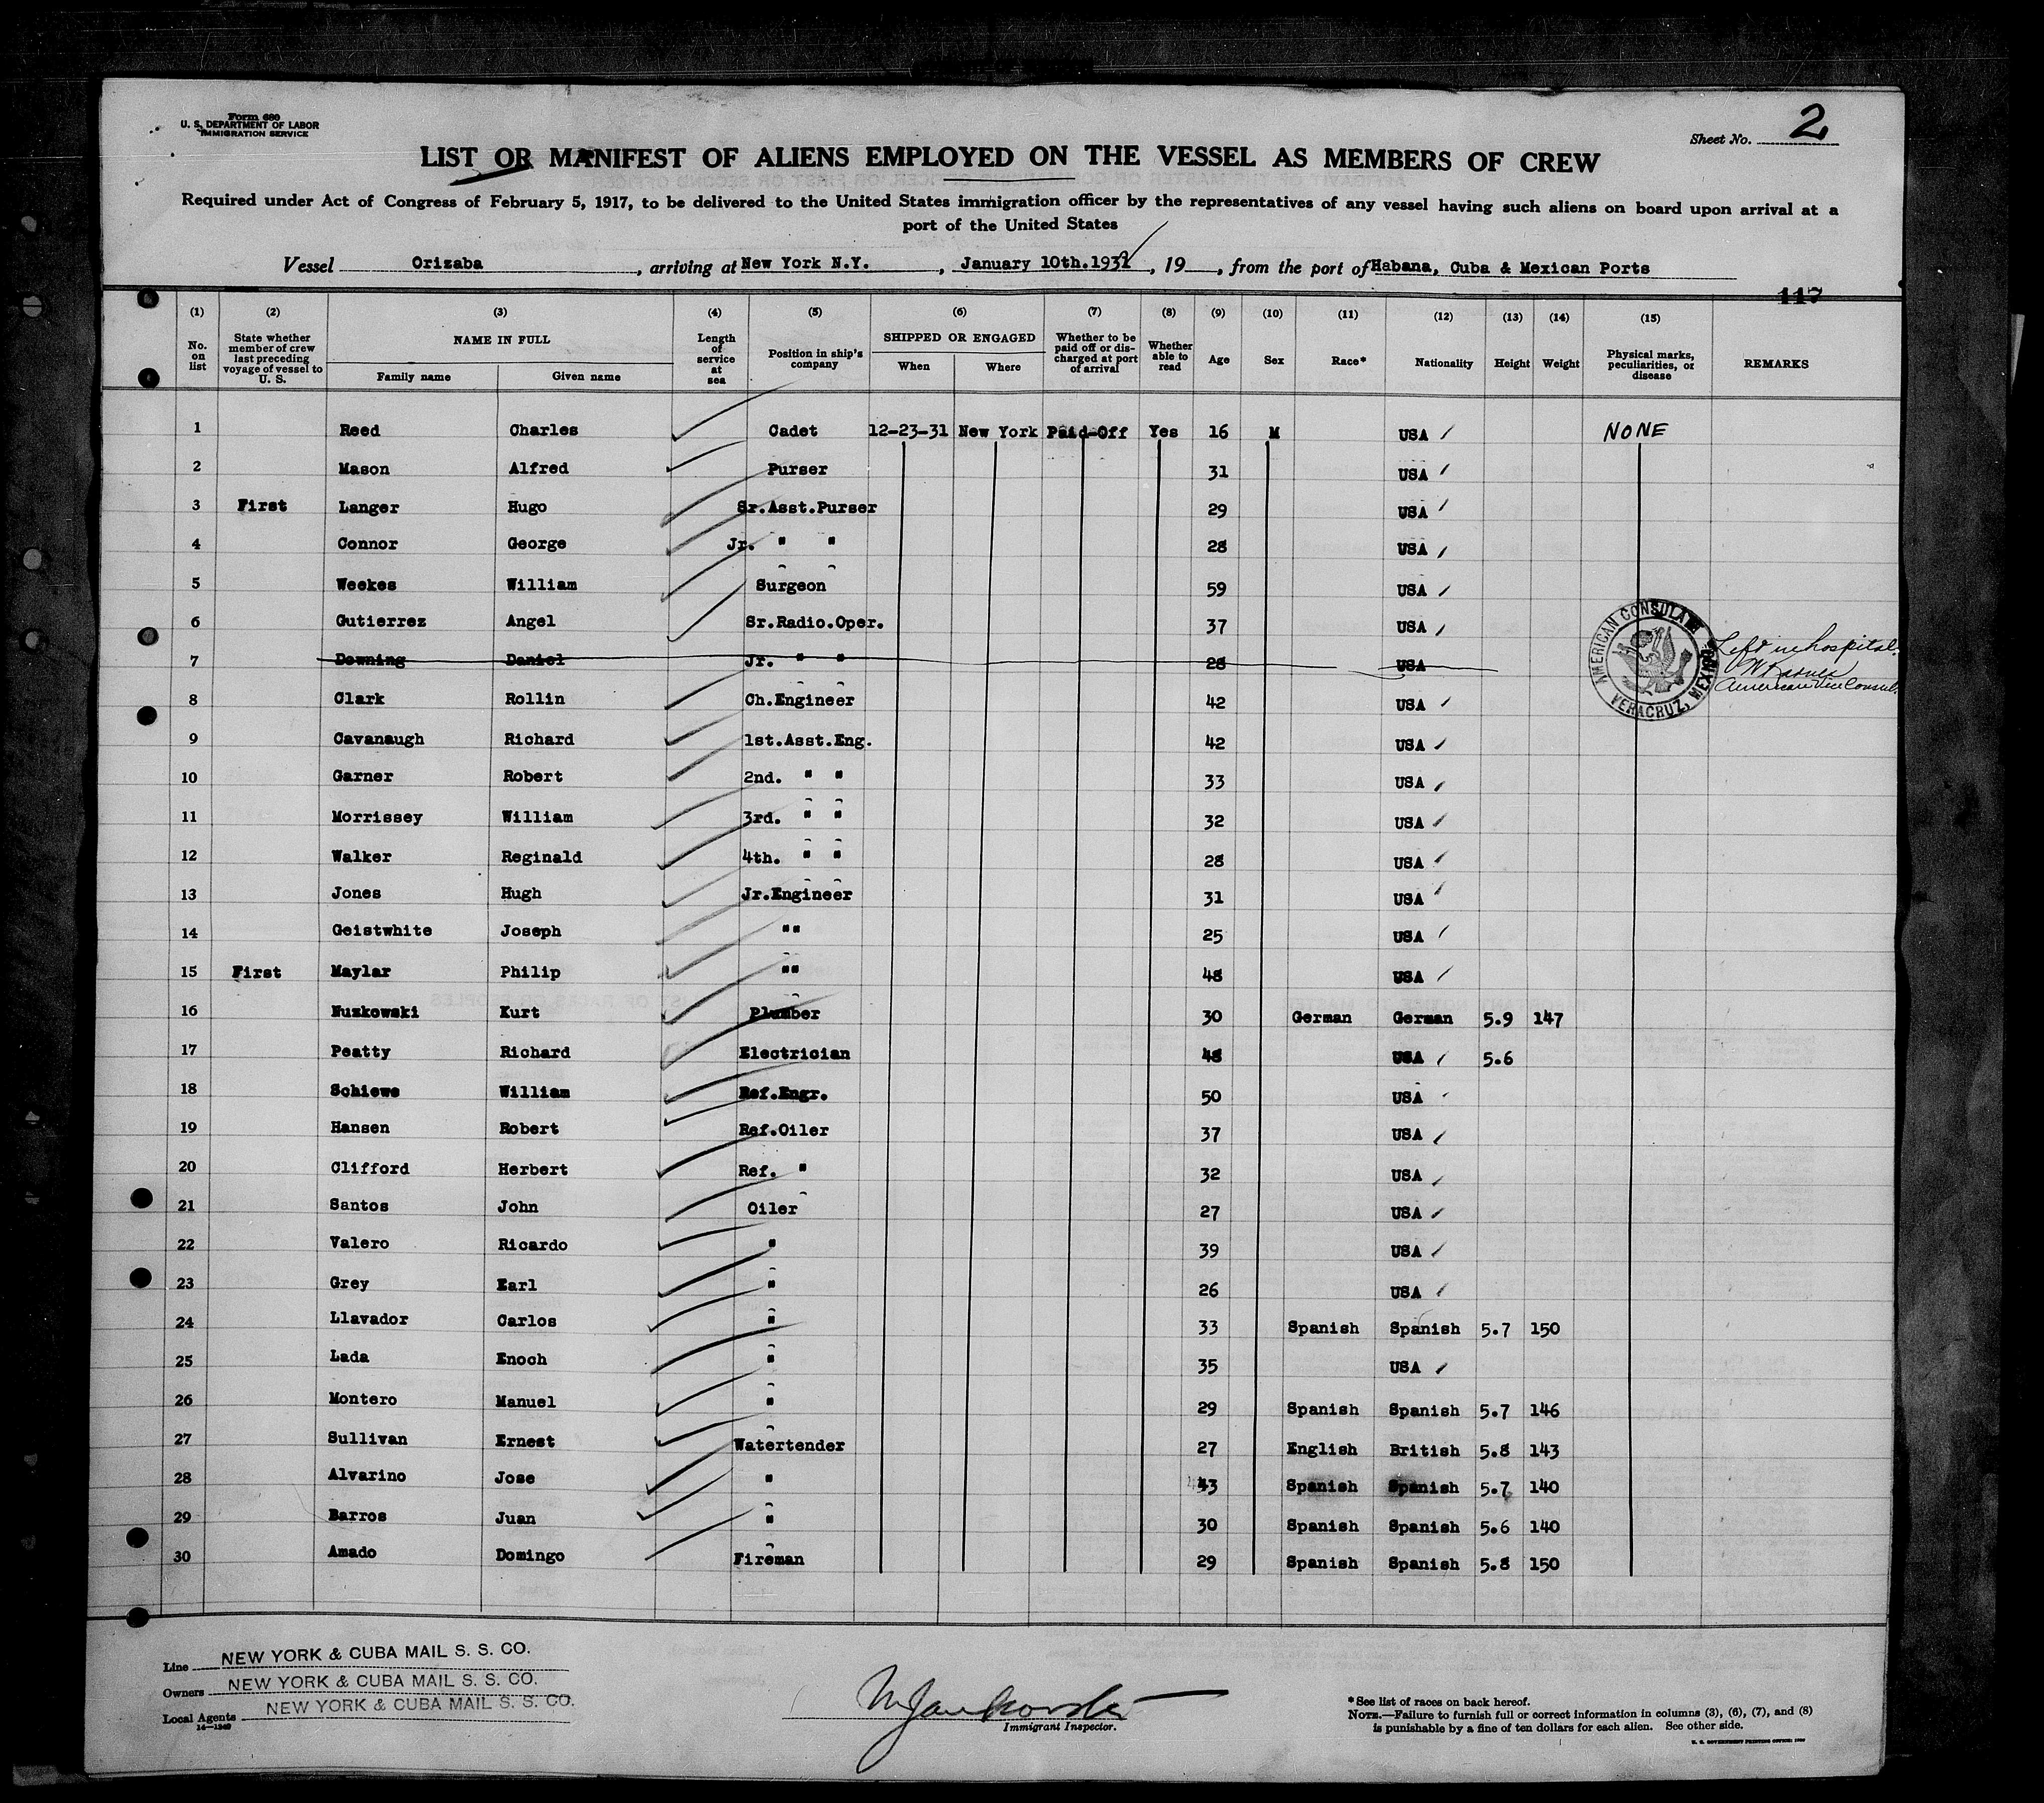 Form 680
U. S. DEPARTMENT OF LABOR
IMMIGRATION SERVICE
Sheet No. 2
LIST OR MANIFEST OF ALIENS EMPLOYED ON THE VESSEL AS MEMBERS OF CREW
Required under Act of Congress of February 5, 1917, to be delivered to the United States immigration officer by the representatives of any vessel having such aliens on board upon arrival at a
port of the United States
Vessel Orizaba, arriving at New York N.Y., January 10th.1932, 19, from the port of Habana, Cuba & Mexican Ports
117
(1) (2) (3) (4) (5) (6) (7) (8) (9) (10) (11) (12) (13) (14) (15)
No. on list State whether member of crew last preceding voyage of vessel to U. S. NAME IN FULL Family name Given name Length of service at sea Position in ship's company SHIPPED OR ENGAGED When Where Whether to be paid off or discharged at port of arrival Whether able to read Age Sex Race* Nationality Height Weight Physical marks, peculiarities, or disease REMARKS
1 Reed Charles Cadet 12-23-31 New York Paid-Off Yes 16 M USA NONE
2 Mason Alfred Purser 31 USA
3 First Langer Hugo Sr.Asst.Purser 29 USA
4 Connor George Jr. " " 28 USA
5 Weekes William Surgeon 59 USA
6 Gutierrez Angel Sr.Radio.Oper. 37 USA
7 Downing Daniel Jr. " " 28 USA Left in hospital.
American Vice Consul.
AMERICAN CONSULATE VERACRUZ, MEXICO
8 Clark Rollin Ch.Engineer 42 USA
9 Cavanaugh Richard 1st.Asst.Eng. 42 USA
10 Garner Robert 2nd. " " 33 USA
11 Morrissey William 3rd. " " 32 USA
12 Walker Reginald 4th. " " 28 USA
13 Jones Hugh Jr.Engineer 31 USA
14 Geistwhite Joseph "" 25 USA
15 First Maylar Philip "" 48 USA
16 Nuzkowski Kurt Plumber 30 German German 5.9 147
17 Peatty Richard Electrician 48 USA 5.6
18 Schiewe William Ref.Engr. 50 USA
19 Hansen Robert Ref.Oiler 37 USA
20 Clifford Herbert Ref. " 32 USA
21 Santos John Oiler 27 USA
22 Valero Ricardo " 39 USA
23 Grey Earl " 26 USA
24 Llavador Carlos " 33 Spanish Spanish 5.7 150
25 Lada Enoch " 35 USA
26 Montero Manuel " 29 Spanish Spanish 5.7 146
27 Sullivan Ernest Watertender 27 English British 5.8 143
28 Alvarino Jose " 43 Spanish Spanish 5.7 140
29 Barros Juan " 30 Spanish Spanish 5.6 140
30 Amado Domingo Fireman 29 Spanish Spanish 5.8 150
Line NEW YORK & CUBA MAIL S. S. CO.
Owners NEW YORK & CUBA MAIL S. S. CO.
Local Agents NEW YORK & CUBA MAIL S. S. CO.
14—1240
Immigrant Inspector.
* See list of races on back hereof.
NOTE.—Failure to furnish full or correct information in columns (3), (6), (7), and (8)
is punishable by a fine of ten dollars for each alien. See other side.
U. S. GOVERNMENT PRINTING OFFICE: 1930